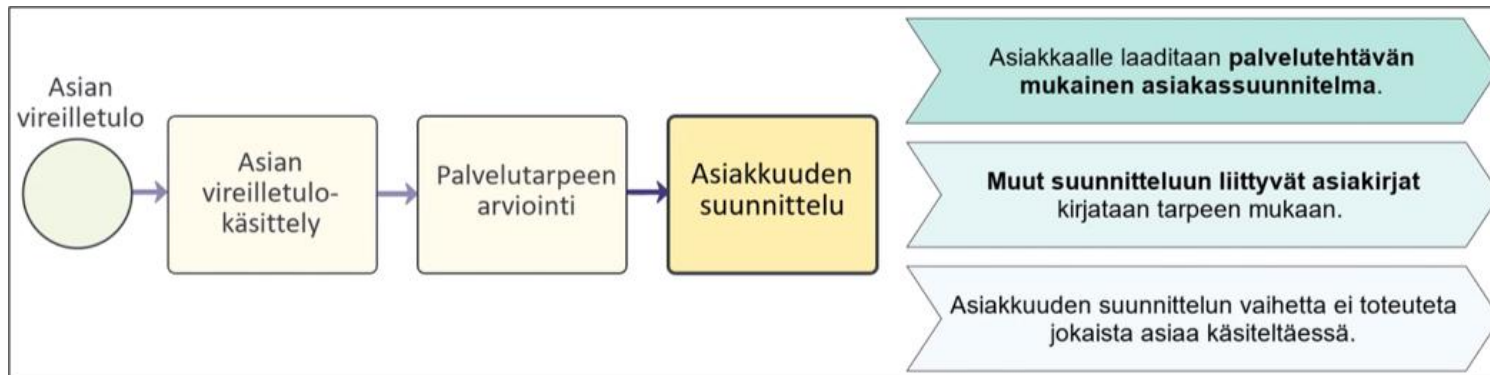 Asian
vireilletulo
Asian
vireilletulo-
käsittely
Palvelutarpeen
arviointi
Asiakkuuden
suunnittelu
Asiakkaalle laaditaan palvelutehtävän
mukainen asiakassuunnitelma.
Muut suunnitteluun liittyvät asiakirjat
kirjataan tarpeen mukaan.
Asiakkuuden suunnittelun vaihetta ei toteuteta
jokaista asiaa käsiteltäessä.